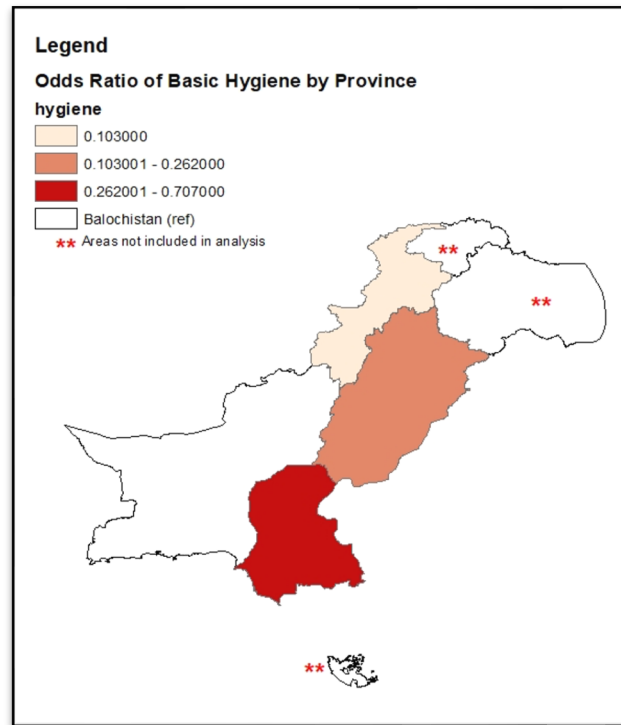 Legend
Odds Ratio of Basic Hygiene by Province
hygiene
0.103000
0.103001 - 0.262000
0.262001 - 0.707000
Balochistan (ref)
** Areas not included in analysis
**
**
**